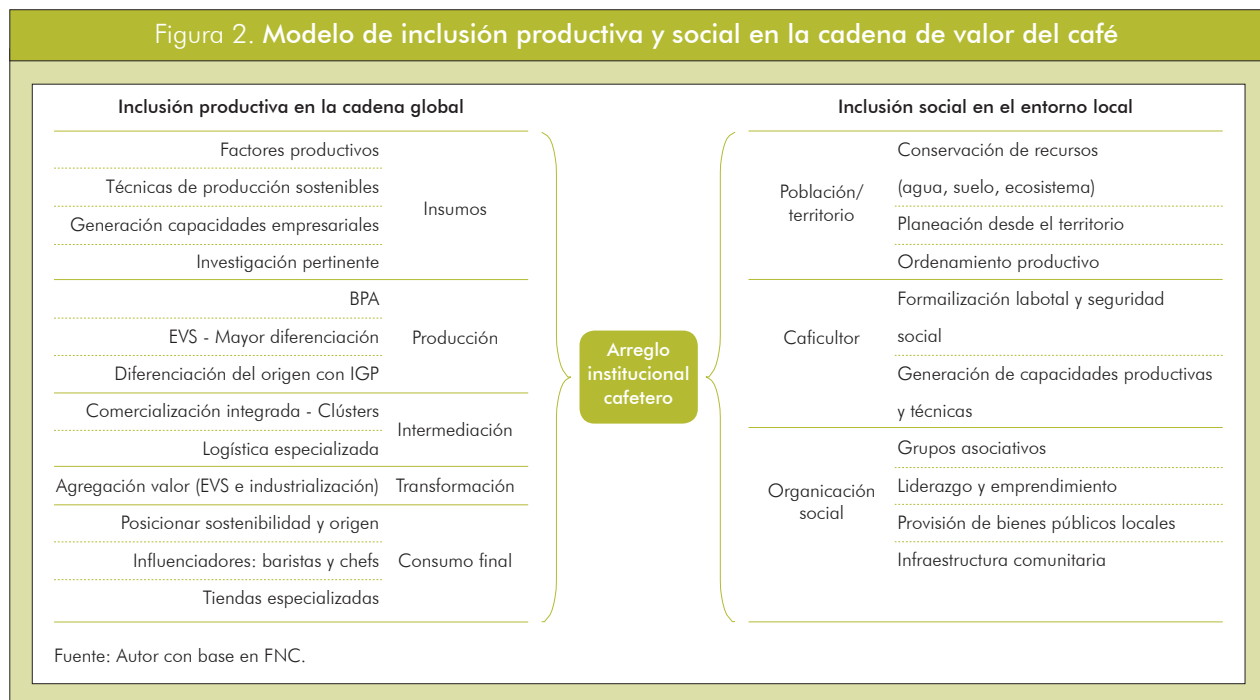 Figura 2. Modelo de inclusión productiva y social en la cadena de valor del café
Inclusión productiva en la cadena global
Factores productivos
Técnicas de producción sostenibles
Generación capacidades empresariales
Investigación pertinente
Insumos
BPA
EVS - Mayor diferenciación
Diferenciación del origen con IGP
Producción
Comercialización integrada - Clústers
Logística especializada
Intermediación
Agregación valor (EVS e industrialización)
Transformación
Posicionar sostenibilidad y origen
Influenciadores: baristas y chefs
Tiendas especializadas
Consumo final
Arreglo
institucional
cafetero
Inclusión social en el entorno local
Población/
territorio
Conservación de recursos
(agua, suelo, ecosistema)
Planeación desde el territorio
Ordenamiento productivo
Caficultor
Formailización labotal y seguridad
social
Generación de capacidades productivas
y técnicas
Organicación
social
Grupos asociativos
Liderazgo y emprendimiento
Provisión de bienes públicos locales
Infraestructura comunitaria
Fuente: Autor con base en FNC.